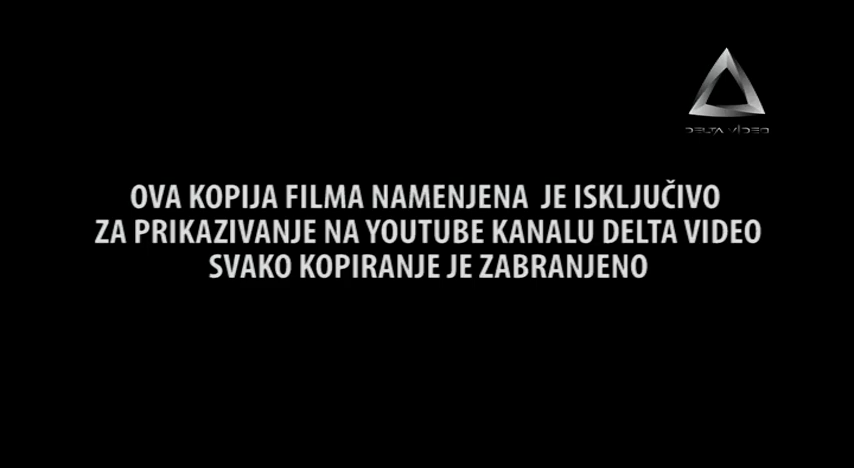 DELTA VIDEO
OVA KOPIJA FILMA NAMENJENA JE ISKLJUČIVO
ZA PRIKAZIVANJE NA YOUTUBE KANALU DELTA VIDEO
SVAKO KOPIRANJE JE ZABRANJENO